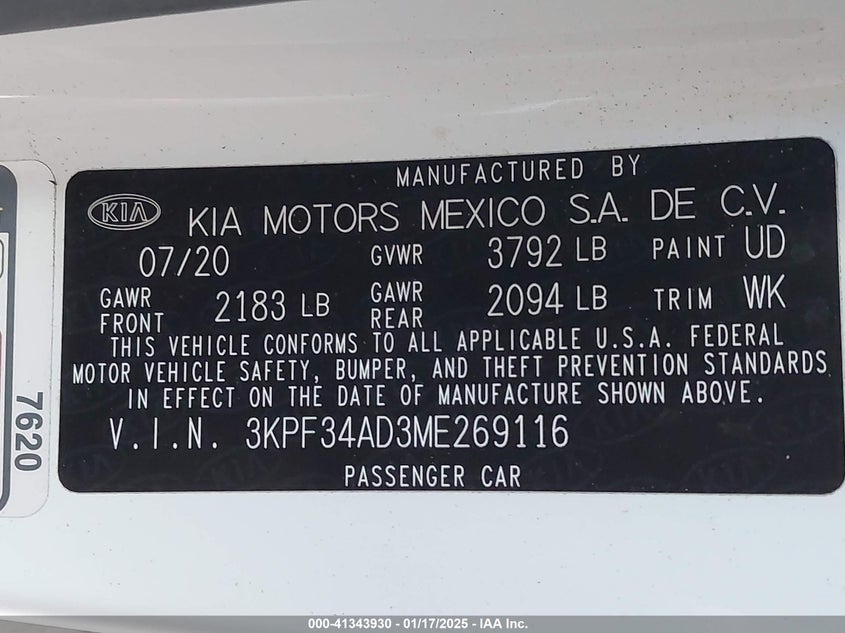 MANUFACTURED BY
KIA KIA MOTORS MEXICO S.A. DE C.V.
07/20 GVWR 3792 LB PAINT UD
GAWR FRONT 2183 LB GAWR REAR 2094 LB TRIM WK
THIS VEHICLE CONFORMS TO ALL APPLICABLE U.S.A. FEDERAL
MOTOR VEHICLE SAFETY, BUMPER, AND THEFT PREVENTION STANDARDS
IN EFFECT ON THE DATE OF MANUFACTURE SHOWN ABOVE.
V.I.N. 3KPF34AD3ME269116
PASSENGER CAR
7620
000-41343930 - 01/17/2025 - IAA Inc.